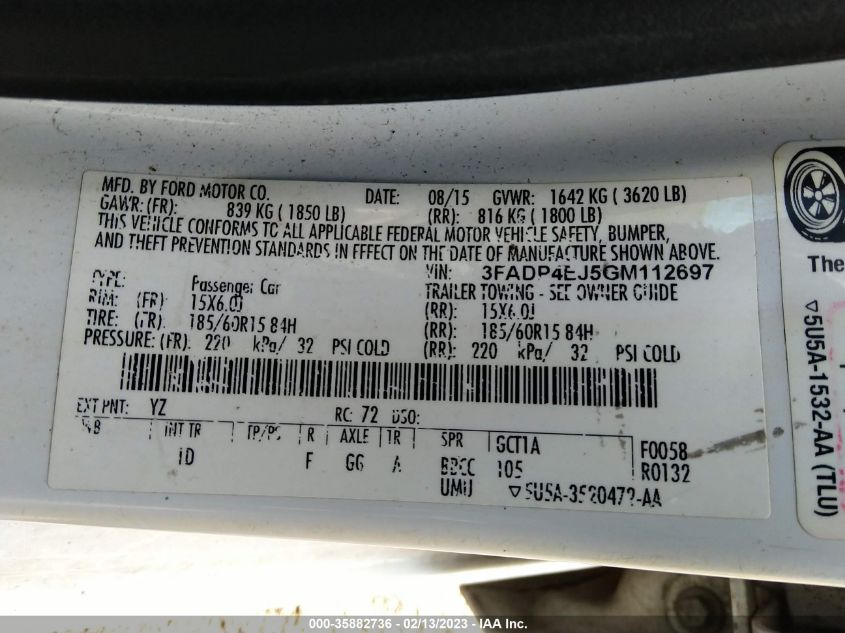 MFD. BY FORD MOTOR CO. DATE: 08/15 GVWR: 1642 KG ( 3620 LB)
GAWR: (FR): 839 KG ( 1850 LB) (RR): 816 KG ( 1800 LB)
THIS VEHICLE CONFORMS TO ALL APPLICABLE FEDERAL MOTOR VEHICLE SAFETY, BUMPER,
AND THEFT PREVENTION STANDARDS IN EFFECT ON THE DATE OF MANUFACTURE SHOWN ABOVE.
VIN: 3FADP4EJ5GM112697
TYPE: Passenger Car TRAILER TOWING - SEE OWNER GUIDE
RIM: (FR) 15X6.0J (RR): 15X6.0J
TIRE: (FR): 185/60R15 84H (RR): 185/60R15 84H
PRESSURE: (FR): 220 kPa/ 32 PSI COLD (RR): 220 kPa/ 32 PSI COLD
EXT PNT: YZ RC: 72 DSO:
WB INT TR TP/PS R AXLE TR SPR GCT1A F0058
ID F GG A BBCC 105 R0132
UMU ▽5U5A-3520472-AA
The
▽5U5A-1532-AA (TLU)
000-35882736 - 02/13/2023 - IAA Inc.